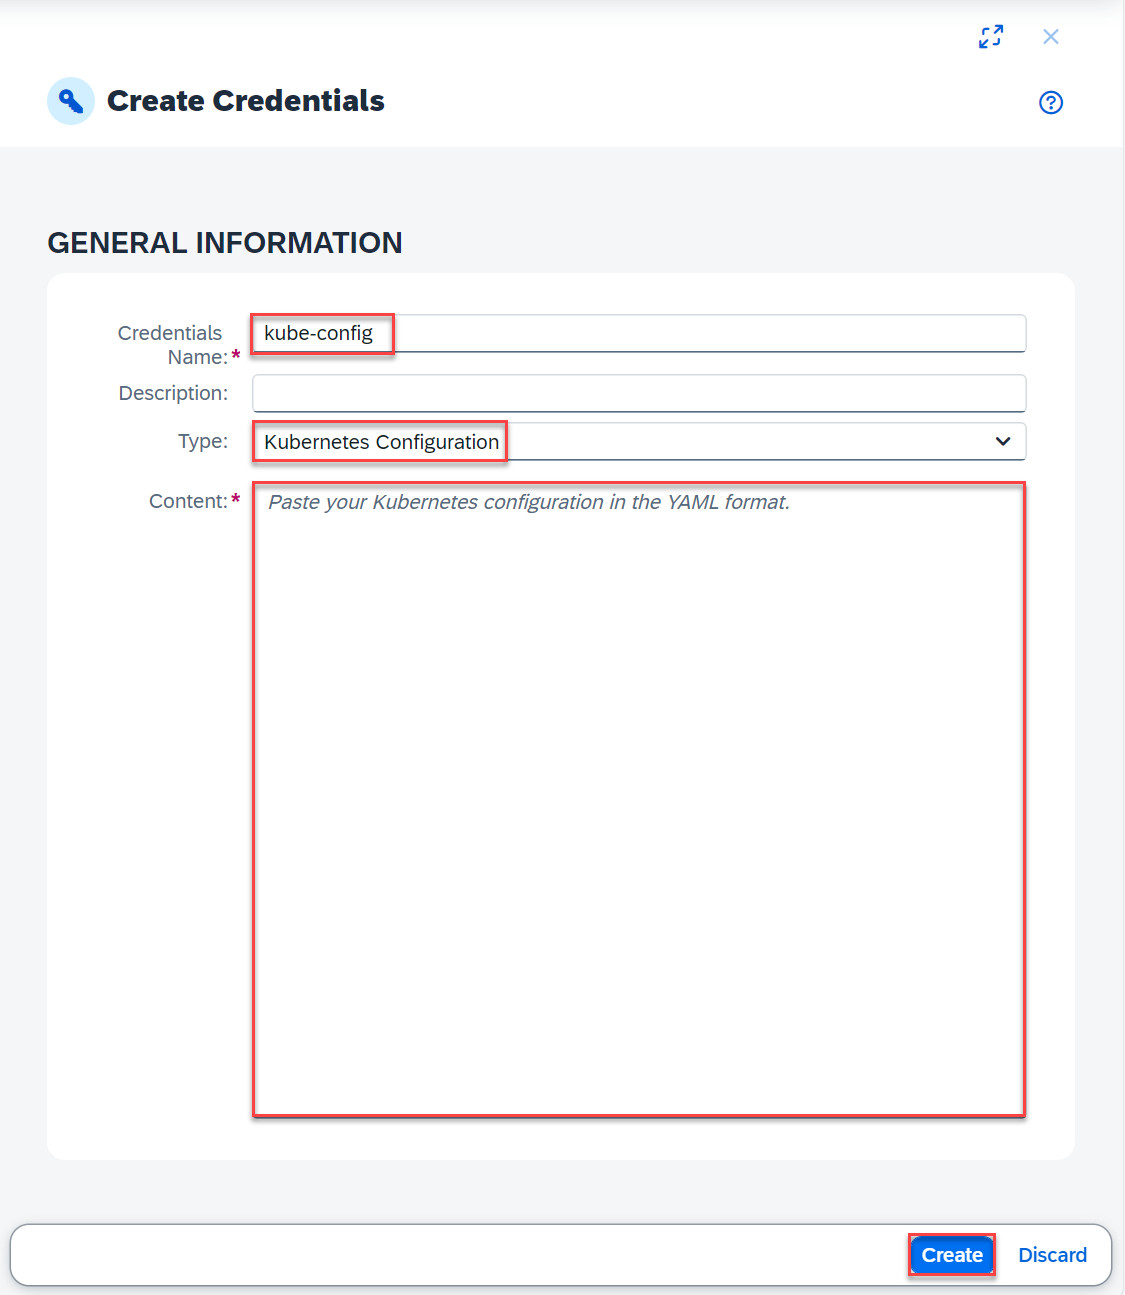 Create Credentials
GENERAL INFORMATION
Credentials Name:* kube-config
Description:
Type: Kubernetes Configuration
Content:* Paste your Kubernetes configuration in the YAML format.
Create Discard